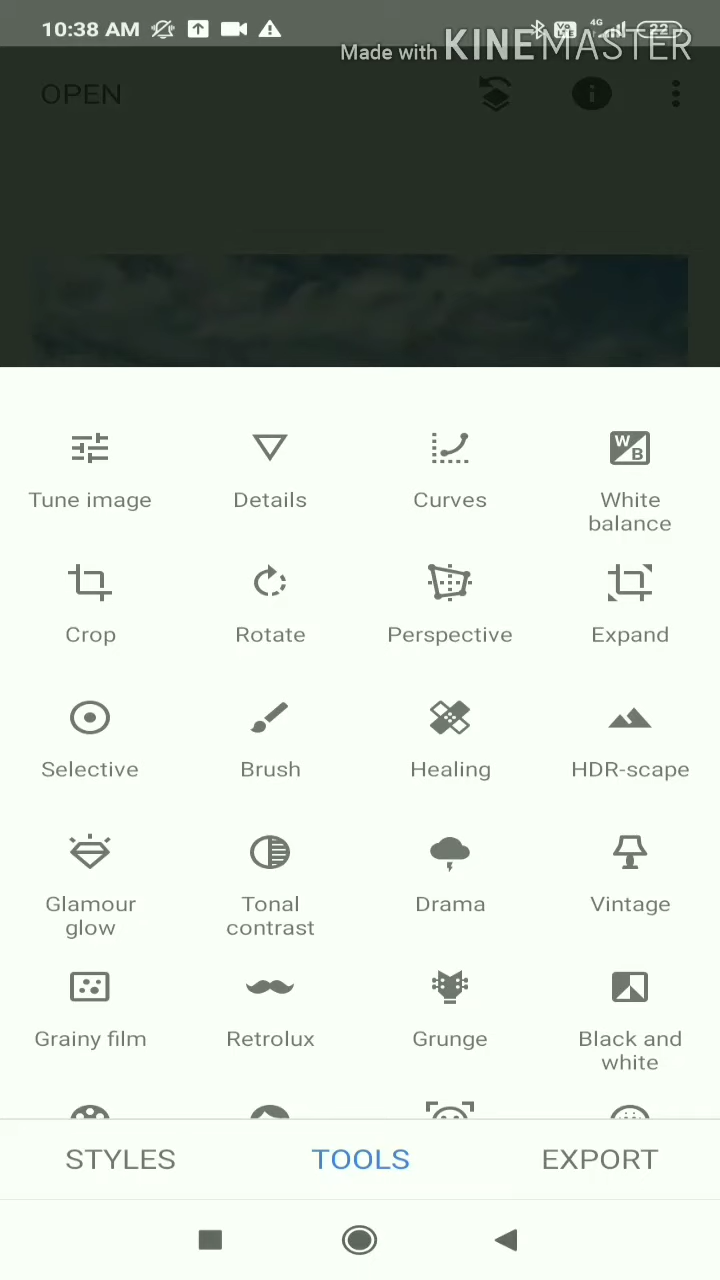 10:38 AM
4G
22
Made with KINEMASTER
OPEN
Tune image
Details
Curves
W
B
White
balance
Crop
Rotate
Perspective
Expand
Selective
Brush
Healing
HDR-scape
Glamour
glow
Tonal
contrast
Drama
Vintage
Grainy film
Retrolux
Grunge
Black and
white
STYLES
TOOLS
EXPORT